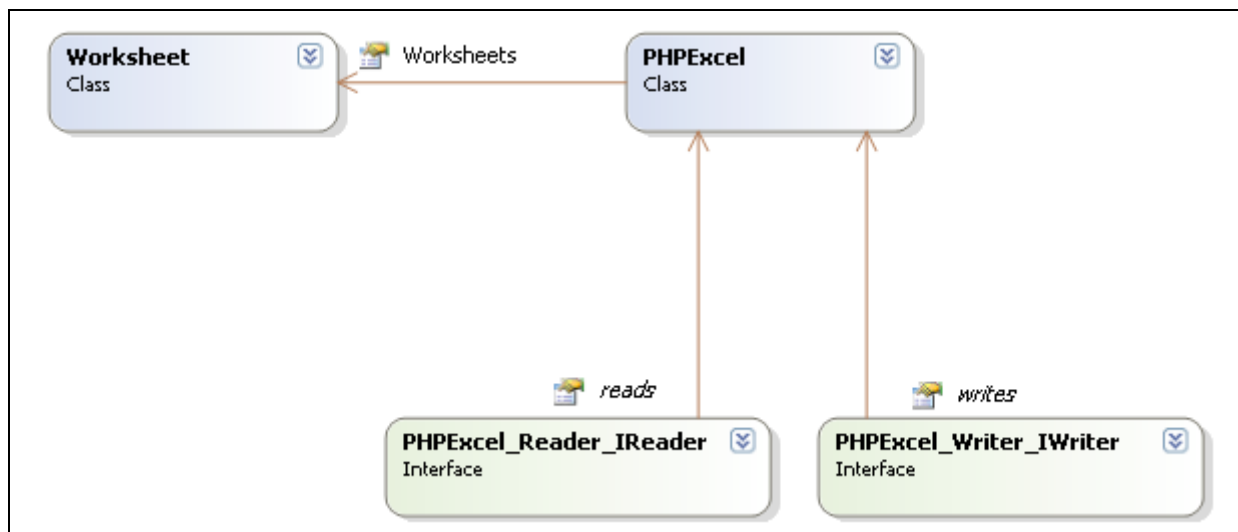 Worksheet
Class
Worksheets
PHPExcel
Class
reads
writes
PHPExcel_Reader_IReader
Interface
PHPExcel_Writer_IWriter
Interface